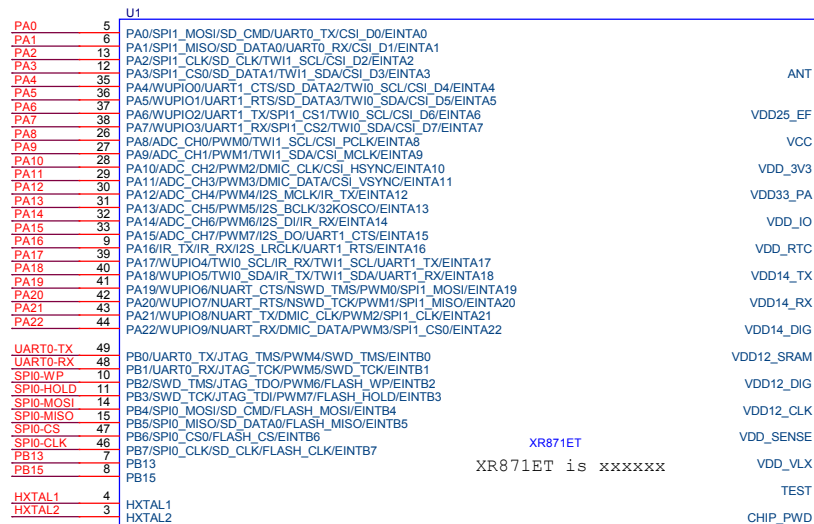 U1
PA0 5 PA0/SPI1_MOSI/SD_CMD/UART0_TX/CSI_D0/EINTA0
PA1 6 PA1/SPI1_MISO/SD_DATA0/UART0_RX/CSI_D1/EINTA1
PA2 13 PA2/SPI1_CLK/SD_CLK/TWI1_SCL/CSI_D2/EINTA2
PA3 12 PA3/SPI1_CS0/SD_DATA1/TWI1_SDA/CSI_D3/EINTA3 ANT
PA4 35 PA4/WUPIO0/UART1_CTS/SD_DATA2/TWI0_SCL/CSI_D4/EINTA4
PA5 36 PA5/WUPIO1/UART1_RTS/SD_DATA3/TWI0_SDA/CSI_D5/EINTA5
PA6 37 PA6/WUPIO2/UART1_TX/SPI1_CS1/TWI0_SCL/CSI_D6/EINTA6 VDD25_EF
PA7 38 PA7/WUPIO3/UART1_RX/SPI1_CS2/TWI0_SDA/CSI_D7/EINTA7
PA8 26 PA8/ADC_CH0/PWM0/TWI1_SCL/CSI_PCLK/EINTA8 VCC
PA9 27 PA9/ADC_CH1/PWM1/TWI1_SDA/CSI_MCLK/EINTA9
PA10 28 PA10/ADC_CH2/PWM2/DMIC_CLK/CSI_HSYNC/EINTA10 VDD_3V3
PA11 29 PA11/ADC_CH3/PWM3/DMIC_DATA/CSI_VSYNC/EINTA11
PA12 30 PA12/ADC_CH4/PWM4/I2S_MCLK/IR_TX/EINTA12 VDD33_PA
PA13 31 PA13/ADC_CH5/PWM5/I2S_BCLK/32KOSCO/EINTA13
PA14 32 PA14/ADC_CH6/PWM6/I2S_DI/IR_RX/EINTA14 VDD_IO
PA15 33 PA15/ADC_CH7/PWM7/I2S_DO/UART1_CTS/EINTA15
PA16 9 PA16/IR_TX/IR_RX/I2S_LRCLK/UART1_RTS/EINTA16 VDD_RTC
PA17 39 PA17/WUPIO4/TWI0_SCL/IR_RX/TWI1_SCL/UART1_TX/EINTA17
PA18 40 PA18/WUPIO5/TWI0_SDA/IR_TX/TWI1_SDA/UART1_RX/EINTA18 VDD14_TX
PA19 41 PA19/WUPIO6/NUART_CTS/NSWD_TMS/PWM0/SPI1_MOSI/EINTA19
PA20 42 PA20/WUPIO7/NUART_RTS/NSWD_TCK/PWM1/SPI1_MISO/EINTA20 VDD14_RX
PA21 43 PA21/WUPIO8/NUART_TX/DMIC_CLK/PWM2/SPI1_CLK/EINTA21
PA22 44 PA22/WUPIO9/NUART_RX/DMIC_DATA/PWM3/SPI1_CS0/EINTA22 VDD14_DIG
UART0-TX 49 PB0/UART0_TX/JTAG_TMS/PWM4/SWD_TMS/EINTB0 VDD12_SRAM
UART0-RX 48 PB1/UART0_RX/JTAG_TCK/PWM5/SWD_TCK/EINTB1
SPI0-WP 10 PB2/SWD_TMS/JTAG_TDO/PWM6/FLASH_WP/EINTB2 VDD12_DIG
SPI0-HOLD 11 PB3/SWD_TCK/JTAG_TDI/PWM7/FLASH_HOLD/EINTB3
SPI0-MOSI 14 PB4/SPI0_MOSI/SD_CMD/FLASH_MOSI/EINTB4 VDD12_CLK
SPI0-MISO 15 PB5/SPI0_MISO/SD_DATA0/FLASH_MISO/EINTB5
SPI0-CS 47 PB6/SPI0_CS0/FLASH_CS/EINTB6 XR871ET VDD_SENSE
SPI0-CLK 46 PB7/SPI0_CLK/SD_CLK/FLASH_CLK/EINTB7
PB13 7 PB13 XR871ET is xxxxxx VDD_VLX
PB15 8 PB15
TEST
HXTAL1 4 HXTAL1
HXTAL2 3 HXTAL2 CHIP_PWD